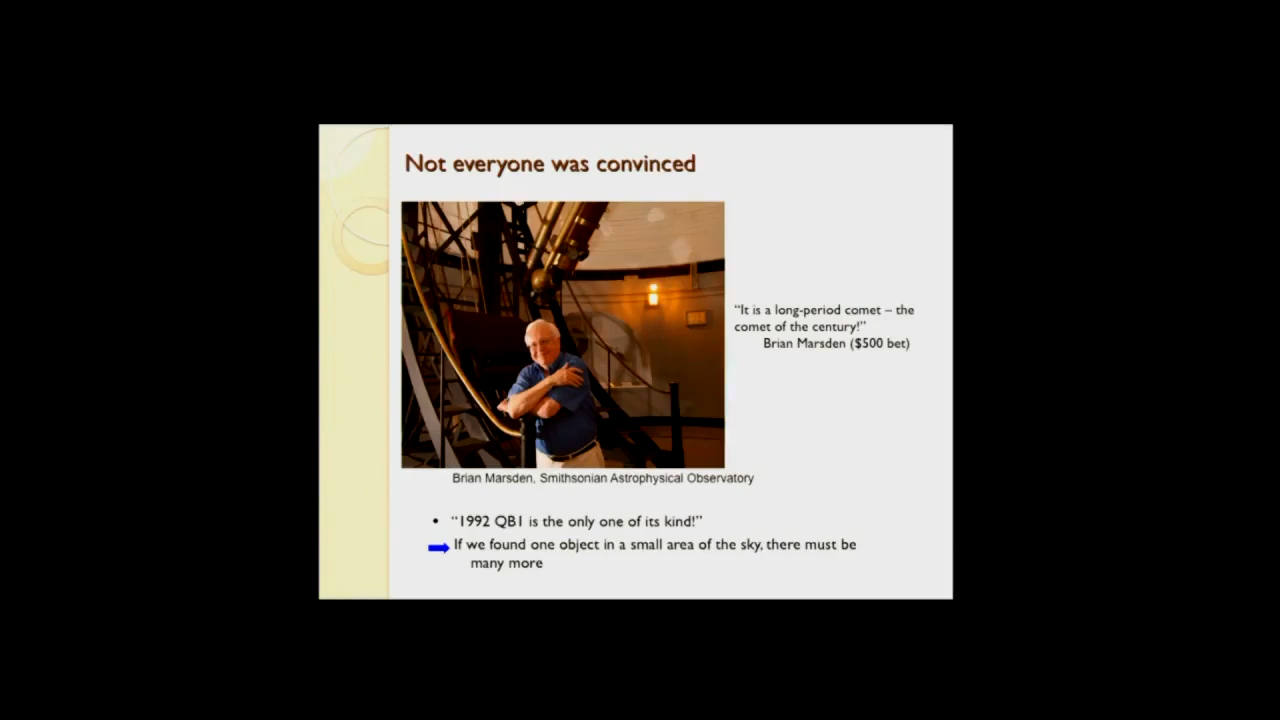 Not everyone was convinced
“It is a long-period comet – the
comet of the century!”
Brian Marsden ($500 bet)
Brian Marsden, Smithsonian Astrophysical Observatory
• “1992 QB1 is the only one of its kind!”
If we found one object in a small area of the sky, there must be
many more